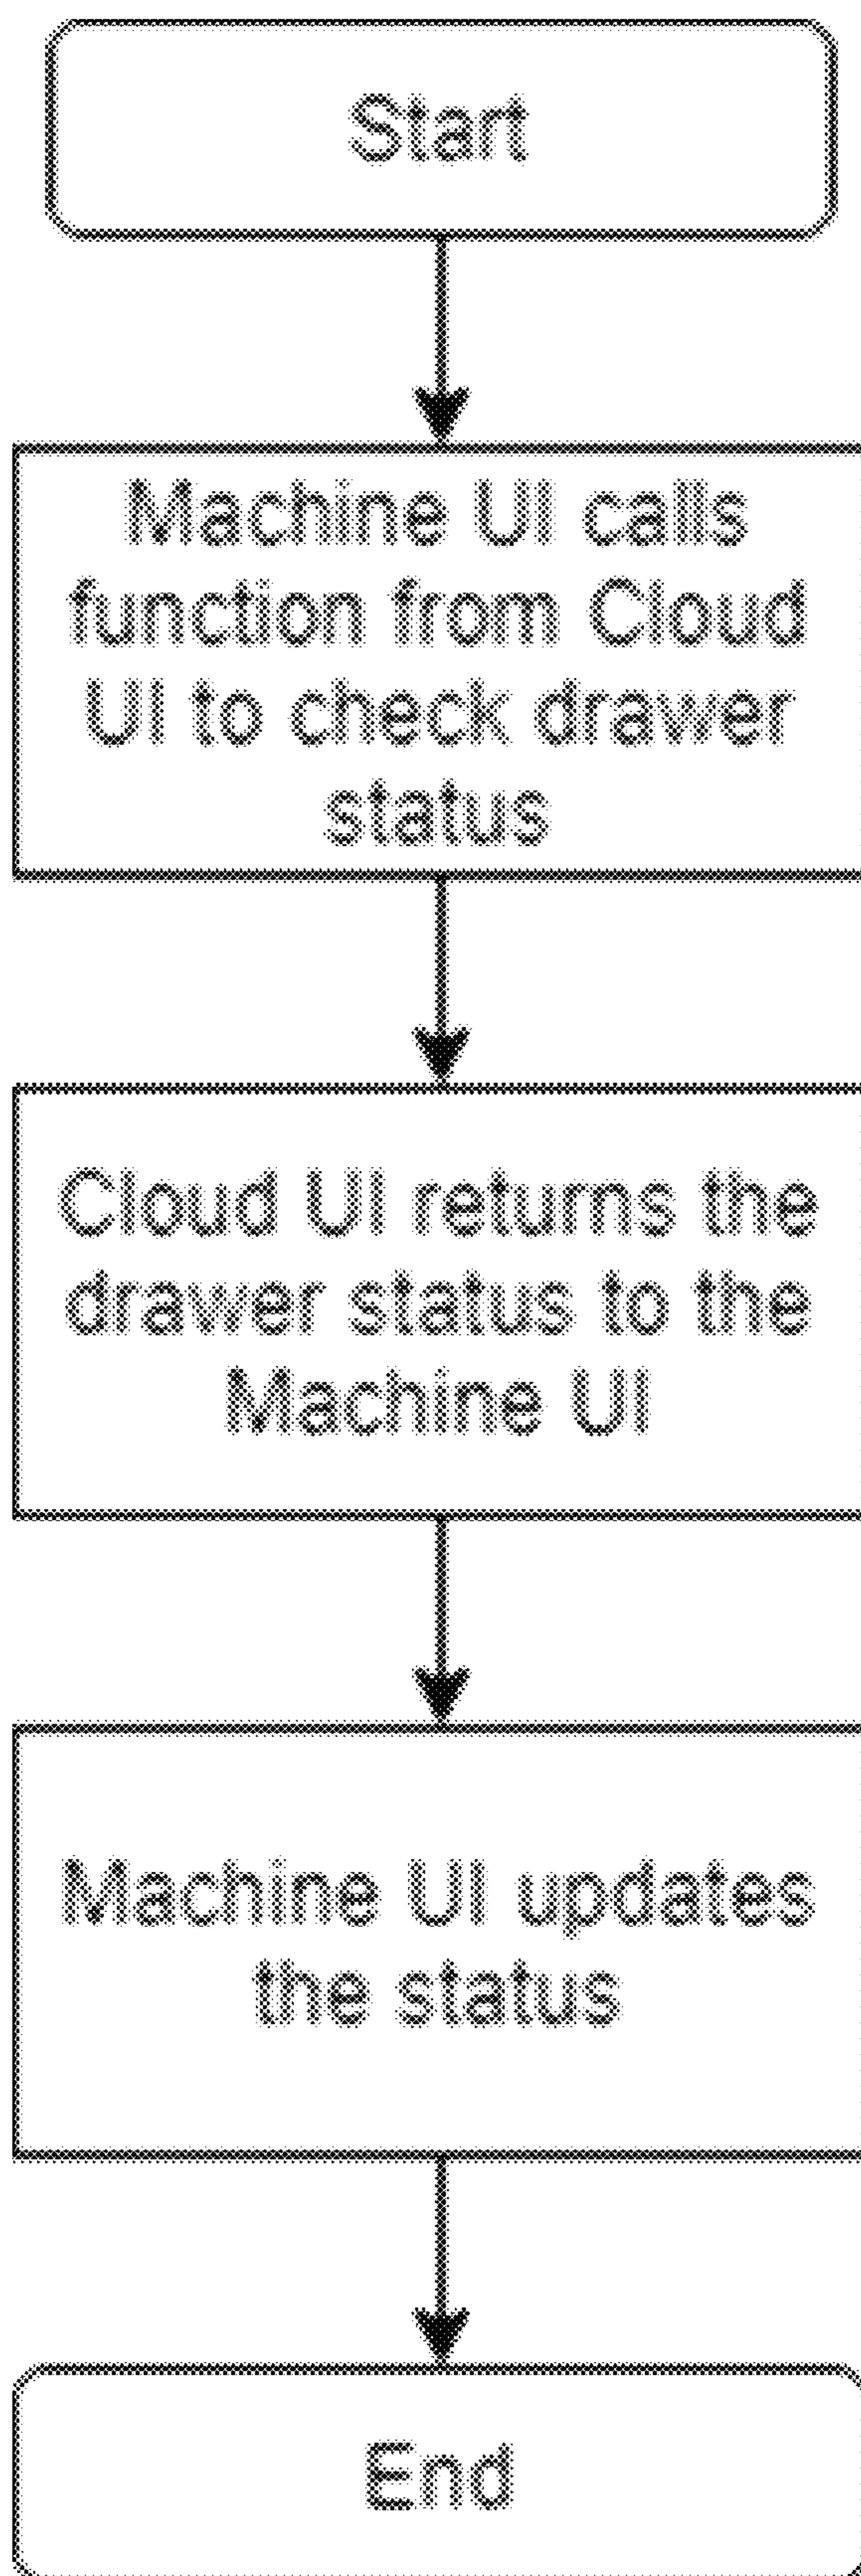 Start
Machine UI calls
function from Cloud
UI to check drawer
status
Cloud UI returns the
drawer status to the
Machine UI
Machine UI updates
the status
End